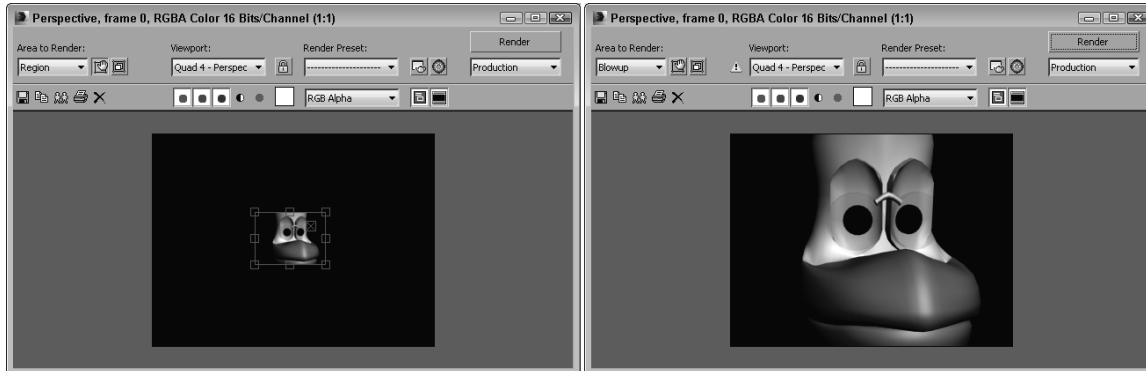 Perspective, frame 0, RGBA Color 16 Bits/Channel (1:1)
Area to Render:
Viewport:
Render Preset:
Render
Region
Quad 4 - Perspec
-----------------------
Production
RGB Alpha
Perspective, frame 0, RGBA Color 16 Bits/Channel (1:1)
Area to Render:
Viewport:
Render Preset:
Render
Blowup
Quad 4 - Perspec
-----------------------
Production
RGB Alpha